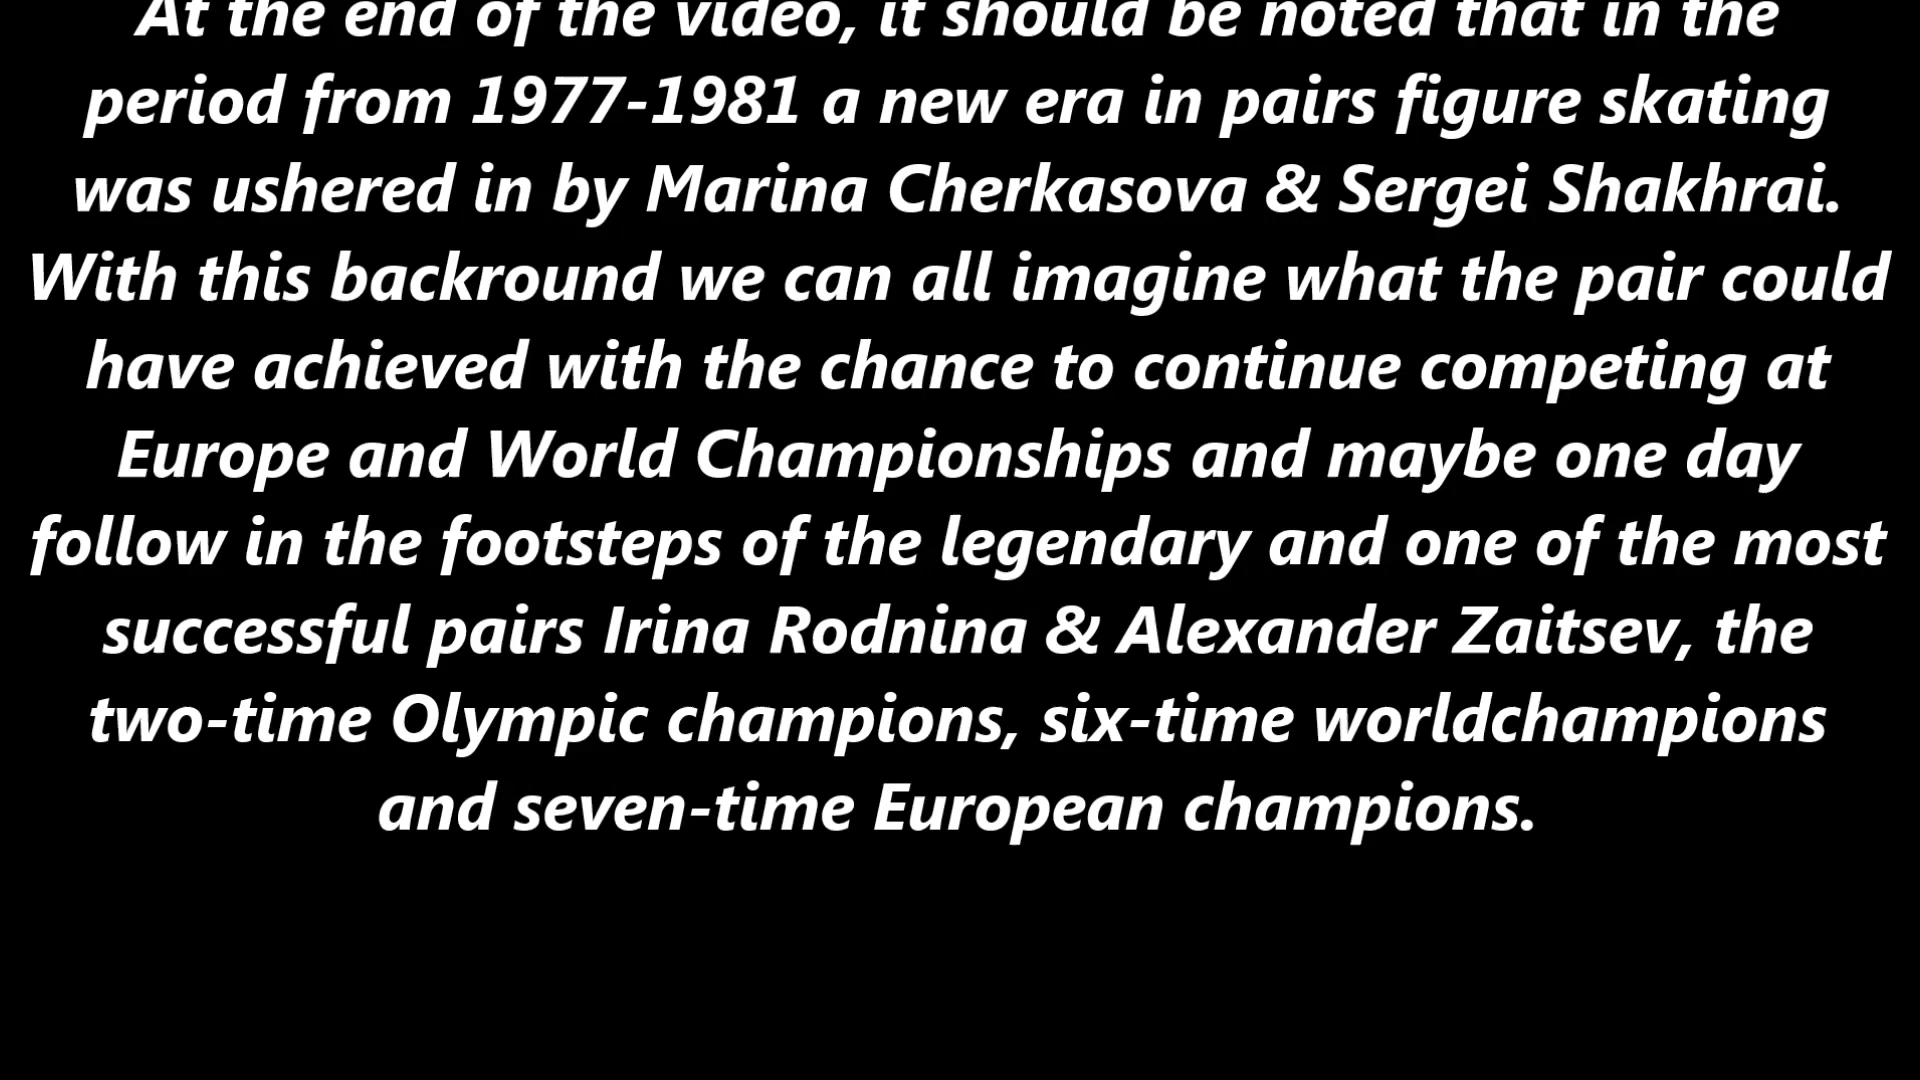 At the end of the video, it should be noted that in the
period from 1977-1981 a new era in pairs figure skating
was ushered in by Marina Cherkasova & Sergei Shakhrai.
With this backround we can all imagine what the pair could
have achieved with the chance to continue competing at
Europe and World Championships and maybe one day
follow in the footsteps of the legendary and one of the most
successful pairs Irina Rodnina & Alexander Zaitsev, the
two-time Olympic champions, six-time worldchampions
and seven-time European champions.